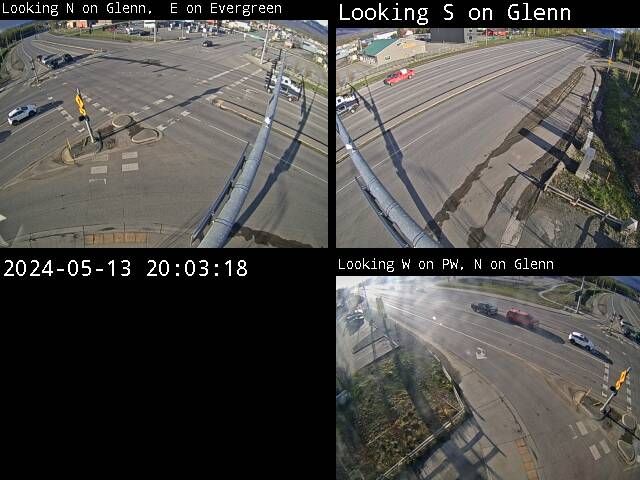 Looking N on Glenn,  E on Evergreen
Looking S on Glenn
2024-05-13 20:03:18
Looking W on PW, N on Glenn